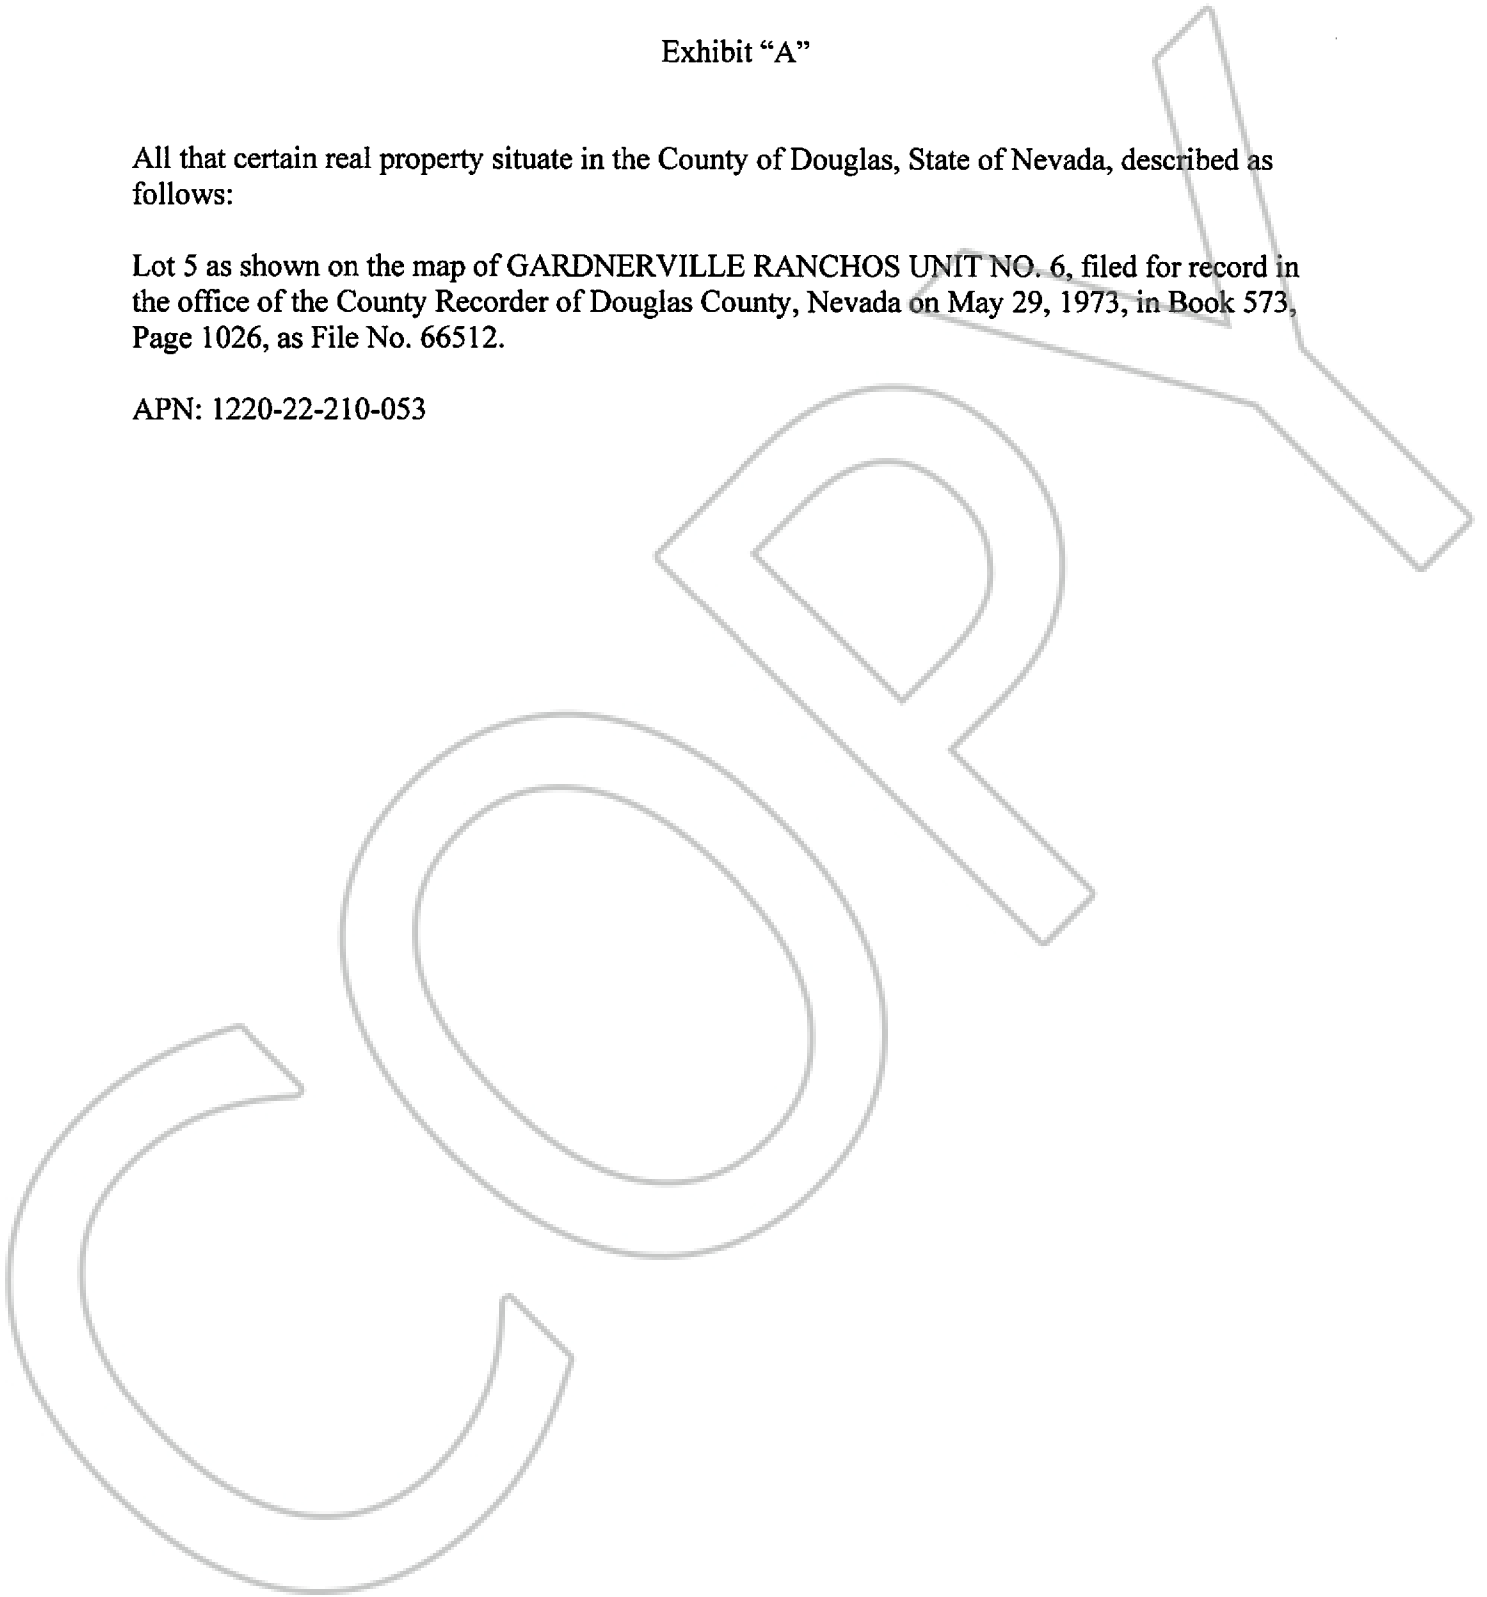 Exhibit “A”
All that certain real property situate in the County of Douglas, State of Nevada, described as
follows:
Lot 5 as shown on the map of GARDNERVILLE RANCHOS UNIT NO. 6, filed for record in
the office of the County Recorder of Douglas County, Nevada on May 29, 1973, in Book 573,
Page 1026, as File No. 66512.
APN: 1220-22-210-053
COPY